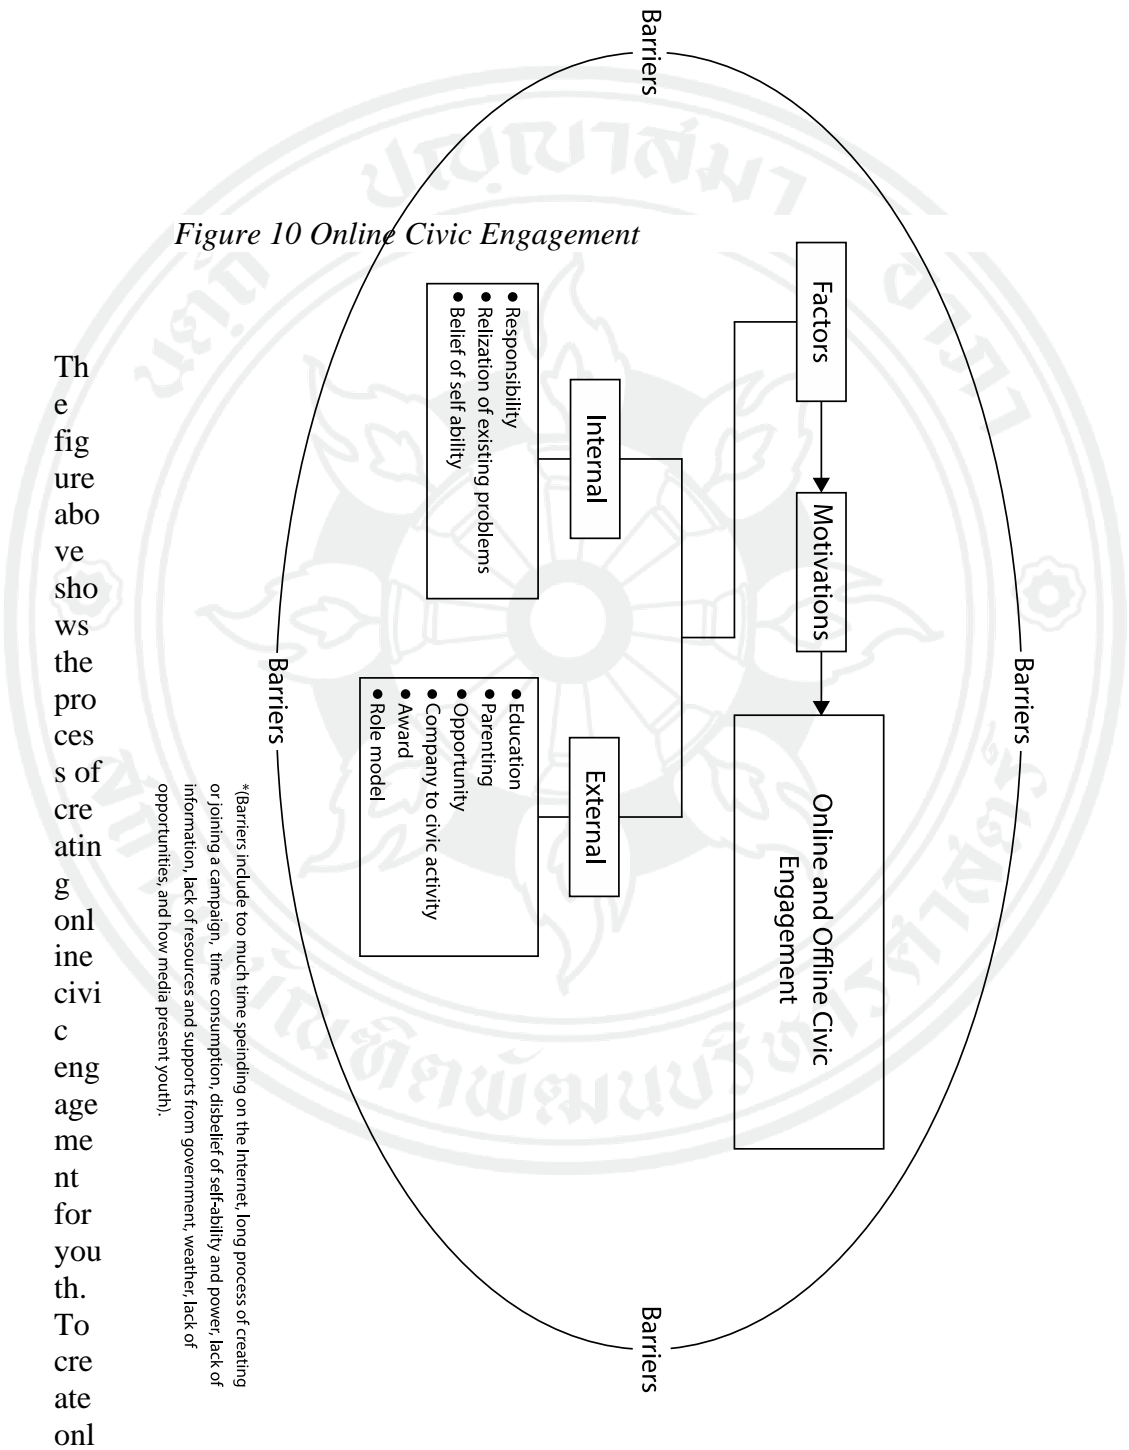 Figure 10 Online Civic Engagement
Th
e
fig
ure
abo
ve
sho
ws
the
pro
ces
s of
cre
atin
g
onl
ine
civi
c
eng
age
me
nt
for
you
th.
To
cre
ate
onl
Barriers
Barriers
Barriers
Barriers
Factors
Motivations
Online and Offline Civic
Engagement
Internal
● Responsibility
● Relization of existing problems
● Belief of self ability
External
● Education
● Parenting
● Opportunity
● Company to civic activity
● Award
● Role model
*(Barriers include too much time speinding on the Internet, long process of creating
or joining a campaign, time consumption, disbelief of self-ability and power, lack of
information, lack of resources and supports from government, weather, lack of
opportunities, and how media present youth).